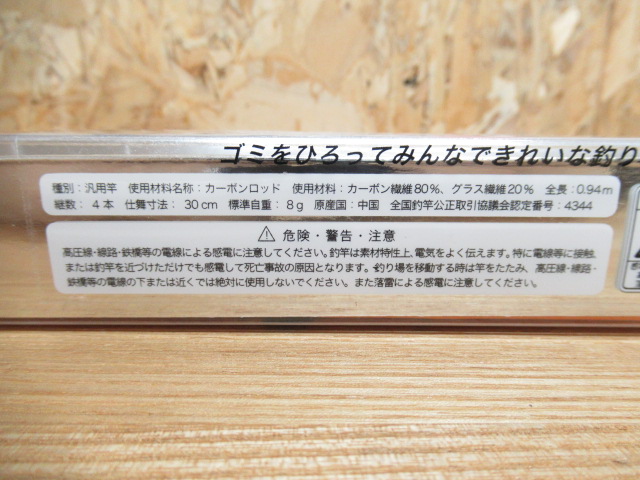 ゴミをひろってみんなできれいな釣り
種別：汎用竿　使用材料名称：カーボンロッド　使用材料：カーボン繊維80%、グラス繊維20%　全長：0.94m
継数：4本　仕舞寸法：30cm　標準自重：8g　原産国：中国　全国釣竿公正取引協議会認定番号：4344
⚠ 危険・警告・注意
高圧線・線路・鉄橋等の電線による感電に注意してください。釣竿は素材特性上、電気をよく伝えます。特に電線等に接触、
または釣竿を近づけただけでも感電して死亡事故の原因となります。釣り場を移動する時は竿をたたみ、高圧線・線路・
鉄橋等の電線の下または近くでは絶対に使用しないでください。また落雷による感電に注意してください。